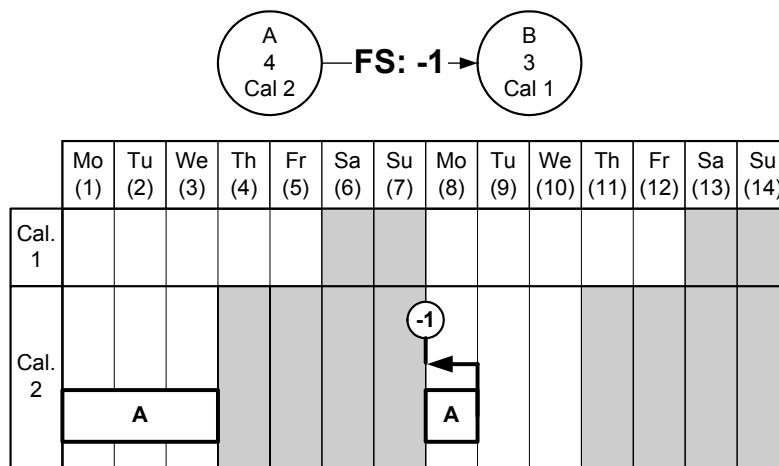 A
4
Cal 2
FS: -1
B
3
Cal 1
Mo Tu We Th Fr Sa Su Mo Tu We Th Fr Sa Su
(1) (2) (3) (4) (5) (6) (7) (8) (9) (10) (11) (12) (13) (14)
Cal.
1
Cal.
2
-1
A A